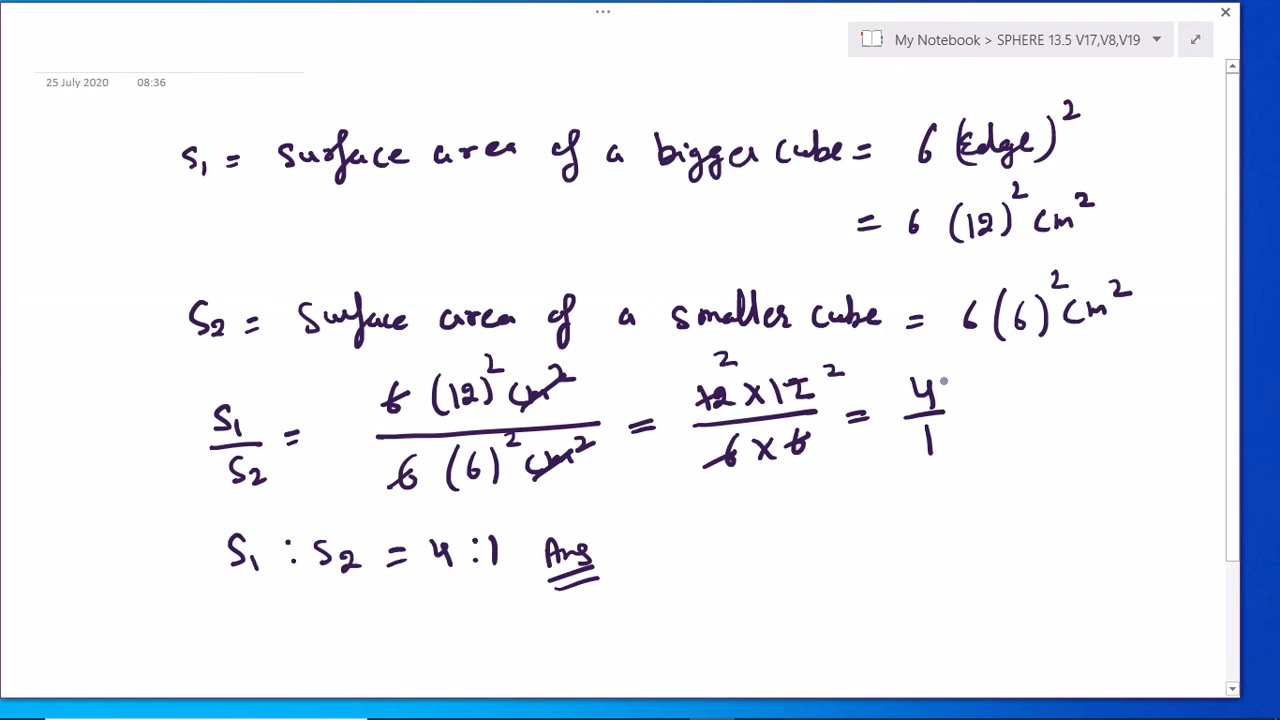 My Notebook > SPHERE 13.5 V17,V8,V19
25 July 2020 08:36
S₁ = surface area of a bigger cube = 6 (Edge)²
= 6 (12)² cm²
S₂ = surface area of a smaller cube = 6 (6)² cm²
S₁/S₂ = 6 (12)² cm² / 6 (6)² cm² = 12² × 12² / 6 × 6 = 4/1
S₁ : S₂ = 4 : 1 Ans